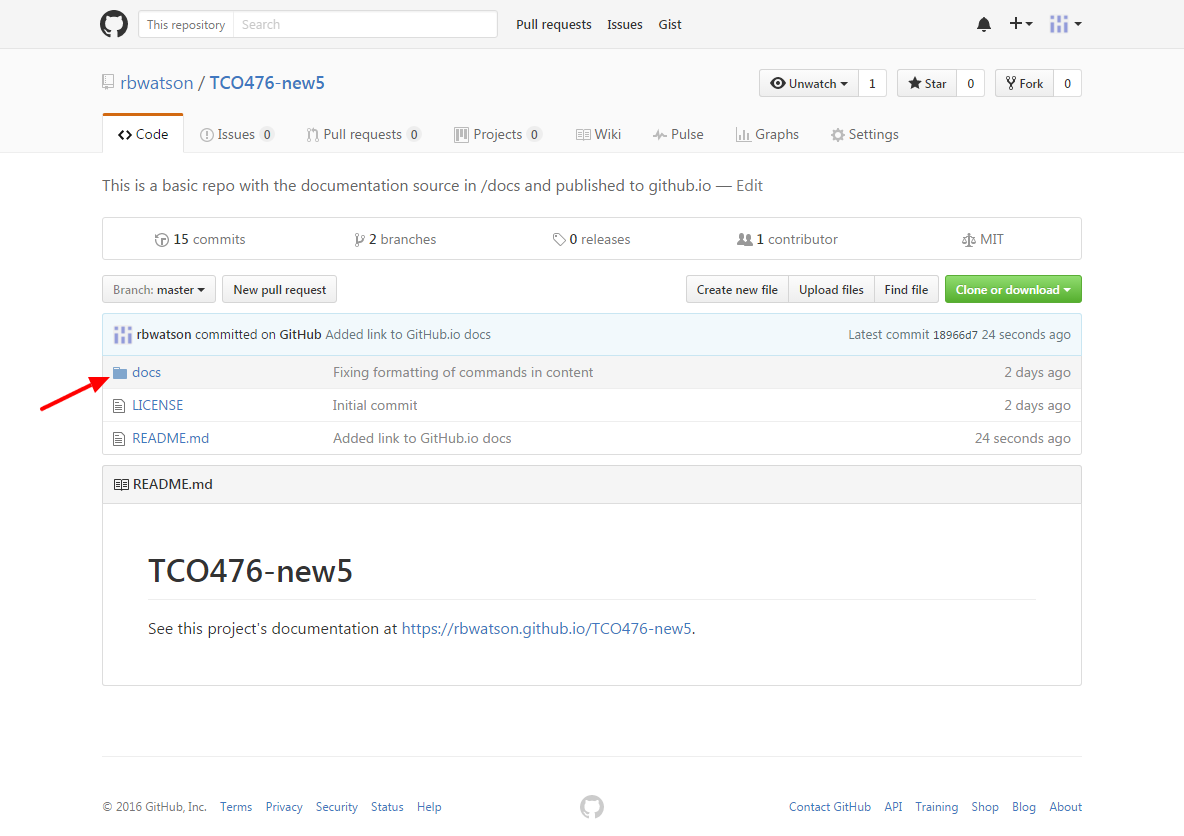 This repository Search Pull requests Issues Gist
rbwatson / TCO476-new5 Unwatch 1 Star 0 Fork 0
Code Issues 0 Pull requests 0 Projects 0 Wiki Pulse Graphs Settings
This is a basic repo with the documentation source in /docs and published to github.io — Edit
15 commits 2 branches 0 releases 1 contributor MIT
Branch: master New pull request Create new file Upload files Find file Clone or download
rbwatson committed on GitHub Added link to GitHub.io docs Latest commit 18966d7 24 seconds ago
docs Fixing formatting of commands in content 2 days ago
LICENSE Initial commit 2 days ago
README.md Added link to GitHub.io docs 24 seconds ago
README.md
TCO476-new5
See this project's documentation at https://rbwatson.github.io/TCO476-new5.
© 2016 GitHub, Inc. Terms Privacy Security Status Help Contact GitHub API Training Shop Blog About